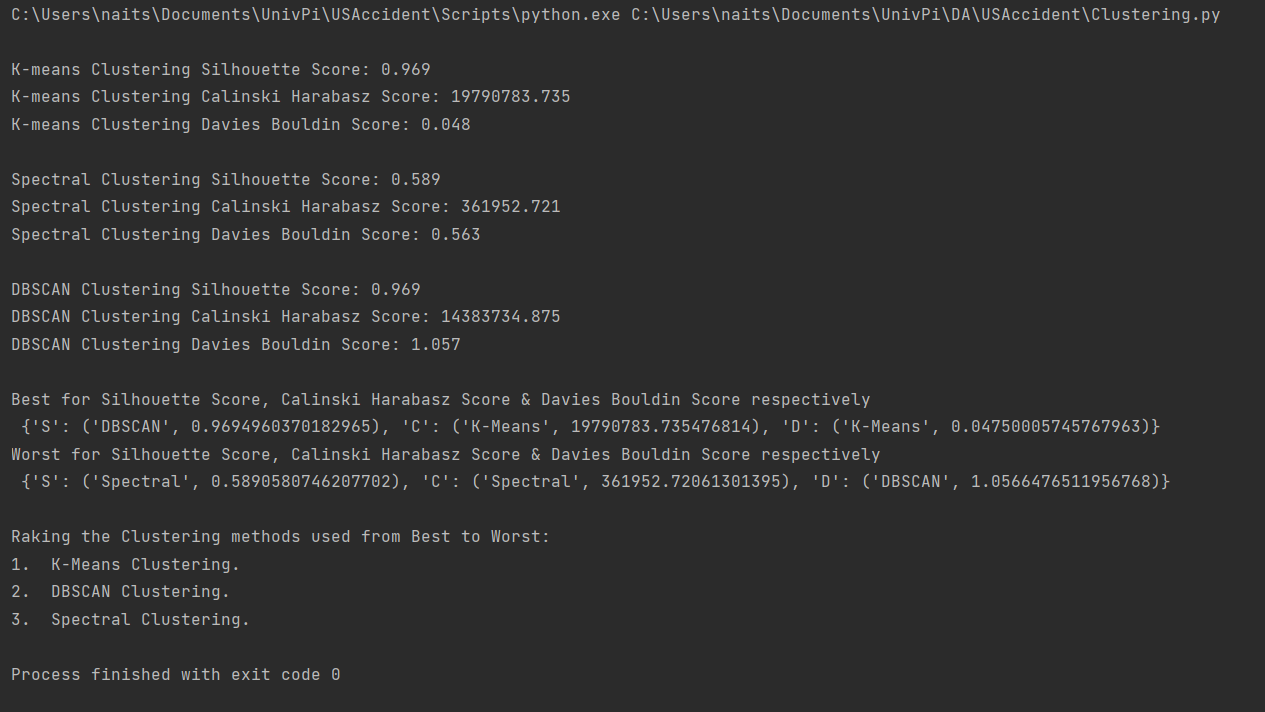 C:\Users\naits\Documents\UnivPi\USAccident\Scripts\python.exe C:\Users\naits\Documents\UnivPi\DA\USAccident\Clustering.py
K-means Clustering Silhouette Score: 0.969
K-means Clustering Calinski Harabasz Score: 19790783.735
K-means Clustering Davies Bouldin Score: 0.048
Spectral Clustering Silhouette Score: 0.589
Spectral Clustering Calinski Harabasz Score: 361952.721
Spectral Clustering Davies Bouldin Score: 0.563
DBSCAN Clustering Silhouette Score: 0.969
DBSCAN Clustering Calinski Harabasz Score: 14383734.875
DBSCAN Clustering Davies Bouldin Score: 1.057
Best for Silhouette Score, Calinski Harabasz Score & Davies Bouldin Score respectively
{'S': ('DBSCAN', 0.9694960370182965), 'C': ('K-Means', 19790783.735476814), 'D': ('K-Means', 0.04750005745767963)}
Worst for Silhouette Score, Calinski Harabasz Score & Davies Bouldin Score respectively
{'S': ('Spectral', 0.5890580746207702), 'C': ('Spectral', 361952.72061301395), 'D': ('DBSCAN', 1.0566476511956768)}
Raking the Clustering methods used from Best to Worst:
1.  K-Means Clustering.
2.  DBSCAN Clustering.
3.  Spectral Clustering.
Process finished with exit code 0